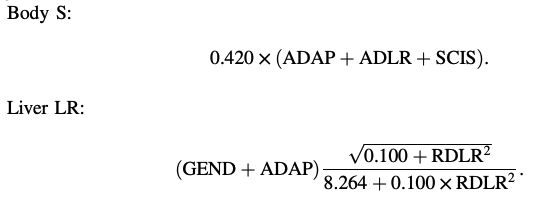 Body S:
0.420 × (ADAP + ADLR + SCIS).
Liver LR:
(GEND + ADAP) √(0.100 + RDLR²) / (8.264 + 0.100 × RDLR²).